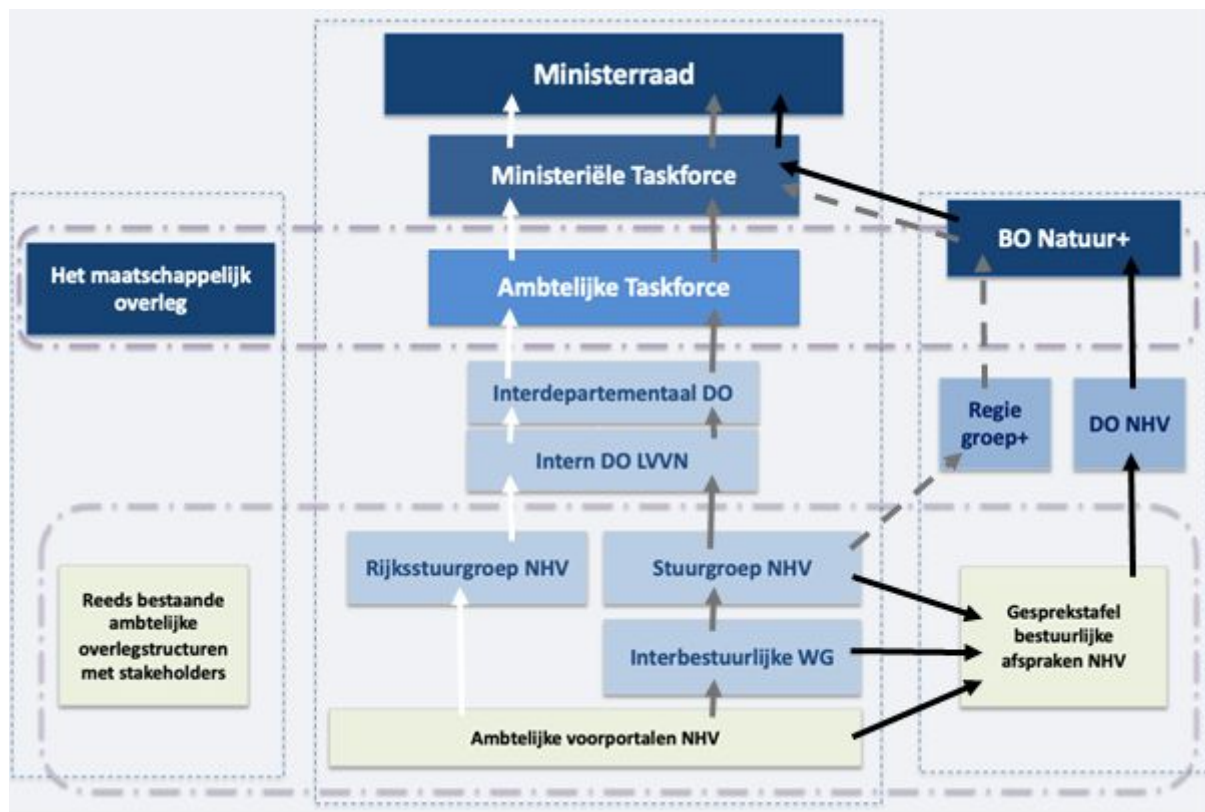 Ministerraad
Ministeriële Taskforce
BO Natuur+
Het maatschappelijk
overleg
Ambtelijke Taskforce
Interdepartementaal DO
Regie
groep+
DO NHV
Intern DO LVVN
Rijksstuurgroep NHV
Stuurgroep NHV
Reeds bestaande
ambtelijke
overlegstructuren
met stakeholders
Gesprekstafel
bestuurlijke
afspraken NHV
Interbestuurlijke WG
Ambtelijke voorportalen NHV